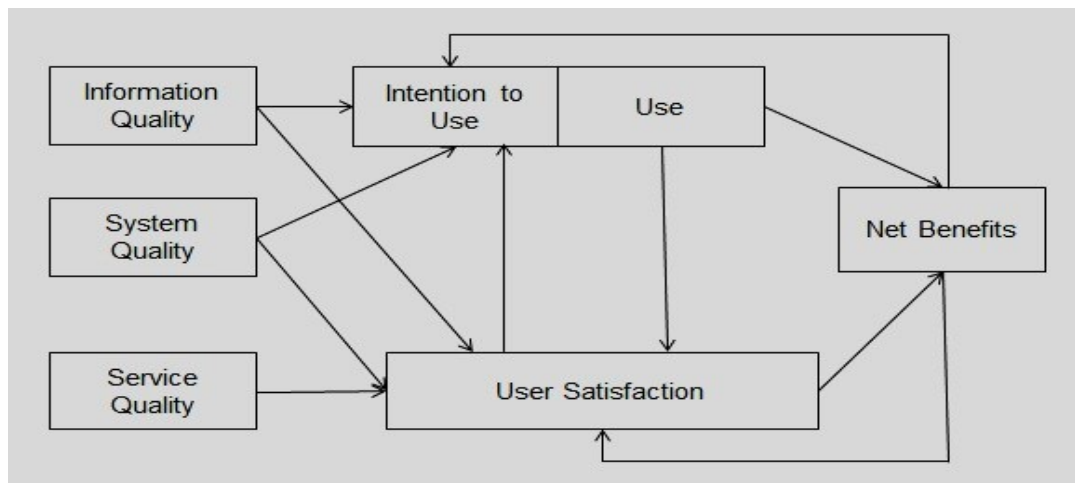 Information
Quality
Intention to
Use
Use
System
Quality
Net Benefits
Service
Quality
User Satisfaction